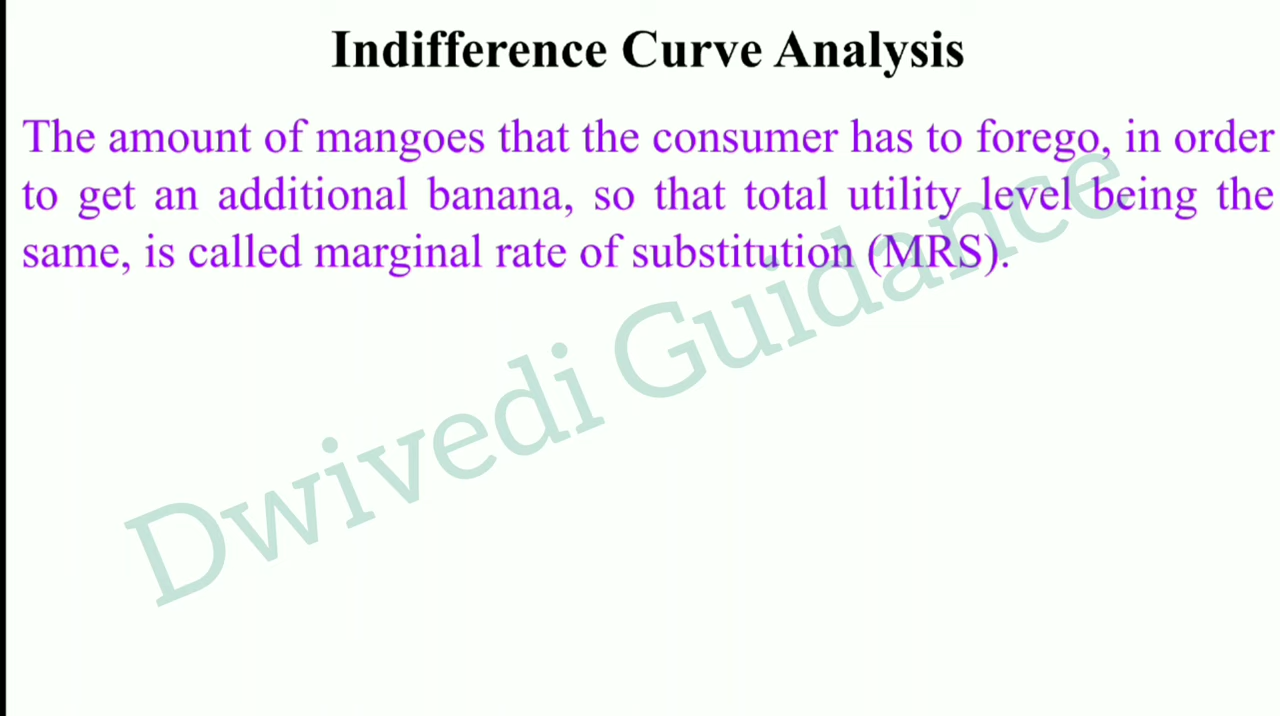 Indifference Curve Analysis
The amount of mangoes that the consumer has to forego, in order
to get an additional banana, so that total utility level being the
same, is called marginal rate of substitution (MRS).
Dwivedi Guidance